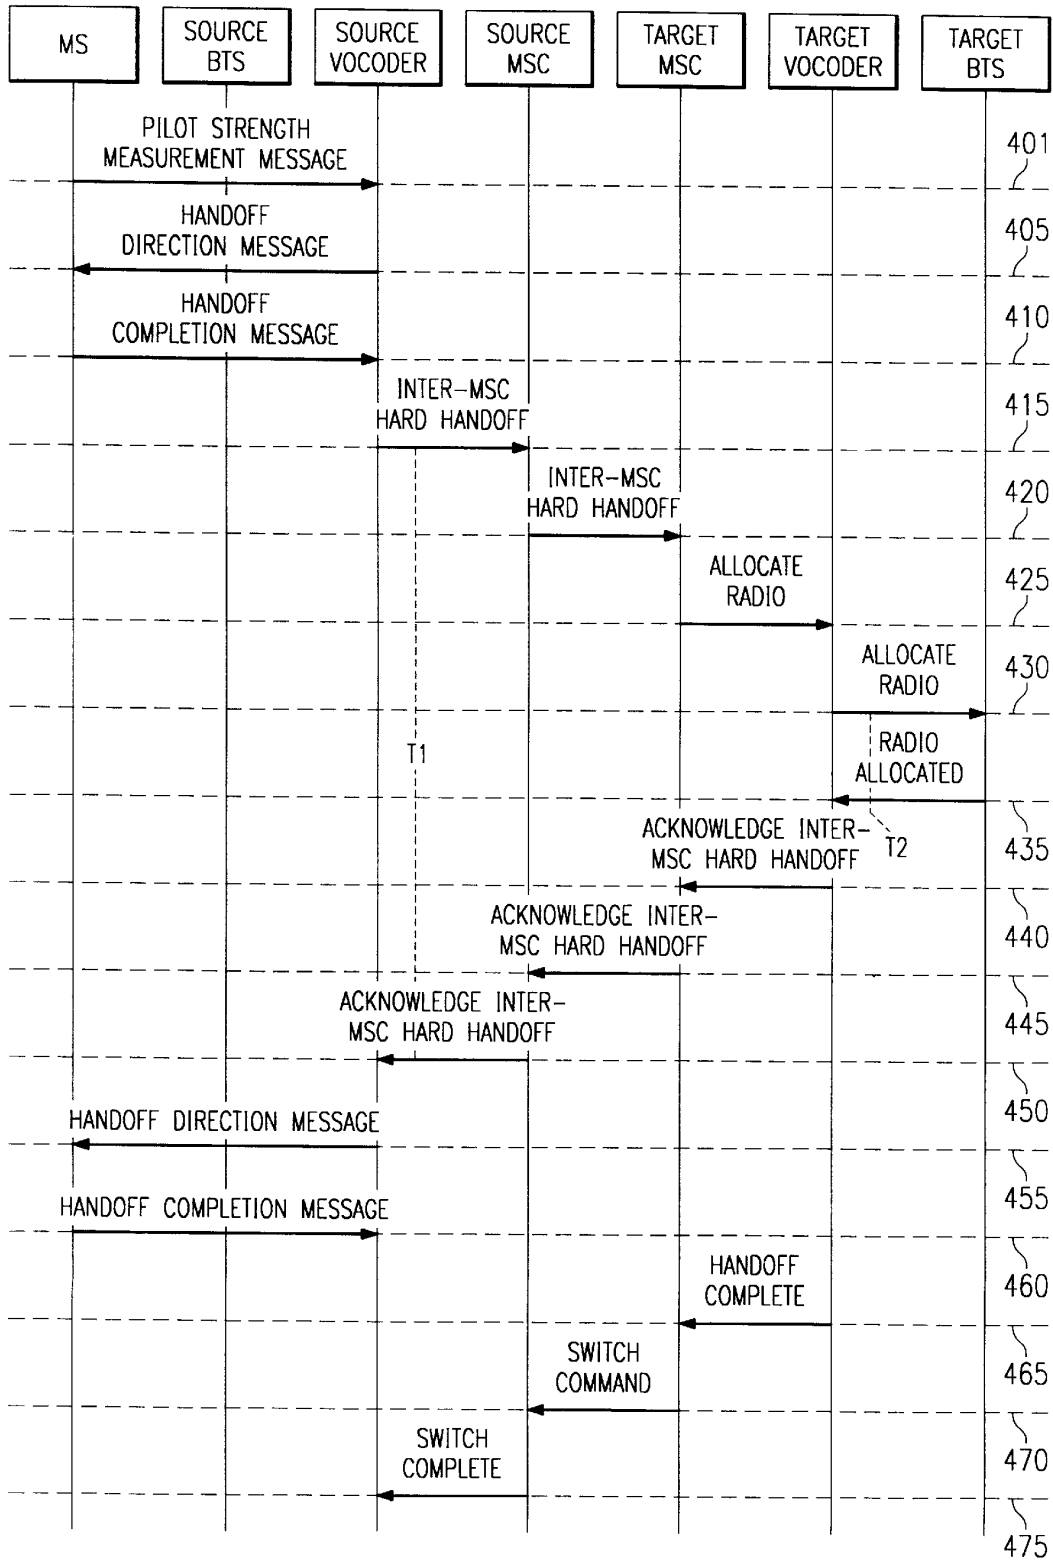 MS
SOURCE
BTS
SOURCE
VOCODER
SOURCE
MSC
TARGET
MSC
TARGET
VOCODER
TARGET
BTS
PILOT STRENGTH
MEASUREMENT MESSAGE
401
HANDOFF
DIRECTION MESSAGE
405
HANDOFF
COMPLETION MESSAGE
410
INTER-MSC
HARD HANDOFF
415
INTER-MSC
HARD HANDOFF
420
ALLOCATE
RADIO
425
ALLOCATE
RADIO
430
T1
RADIO
ALLOCATED
435
T2
ACKNOWLEDGE INTER-
MSC HARD HANDOFF
440
ACKNOWLEDGE INTER-
MSC HARD HANDOFF
445
ACKNOWLEDGE INTER-
MSC HARD HANDOFF
450
HANDOFF DIRECTION MESSAGE
455
HANDOFF COMPLETION MESSAGE
460
HANDOFF
COMPLETE
465
SWITCH
COMMAND
470
SWITCH
COMPLETE
475